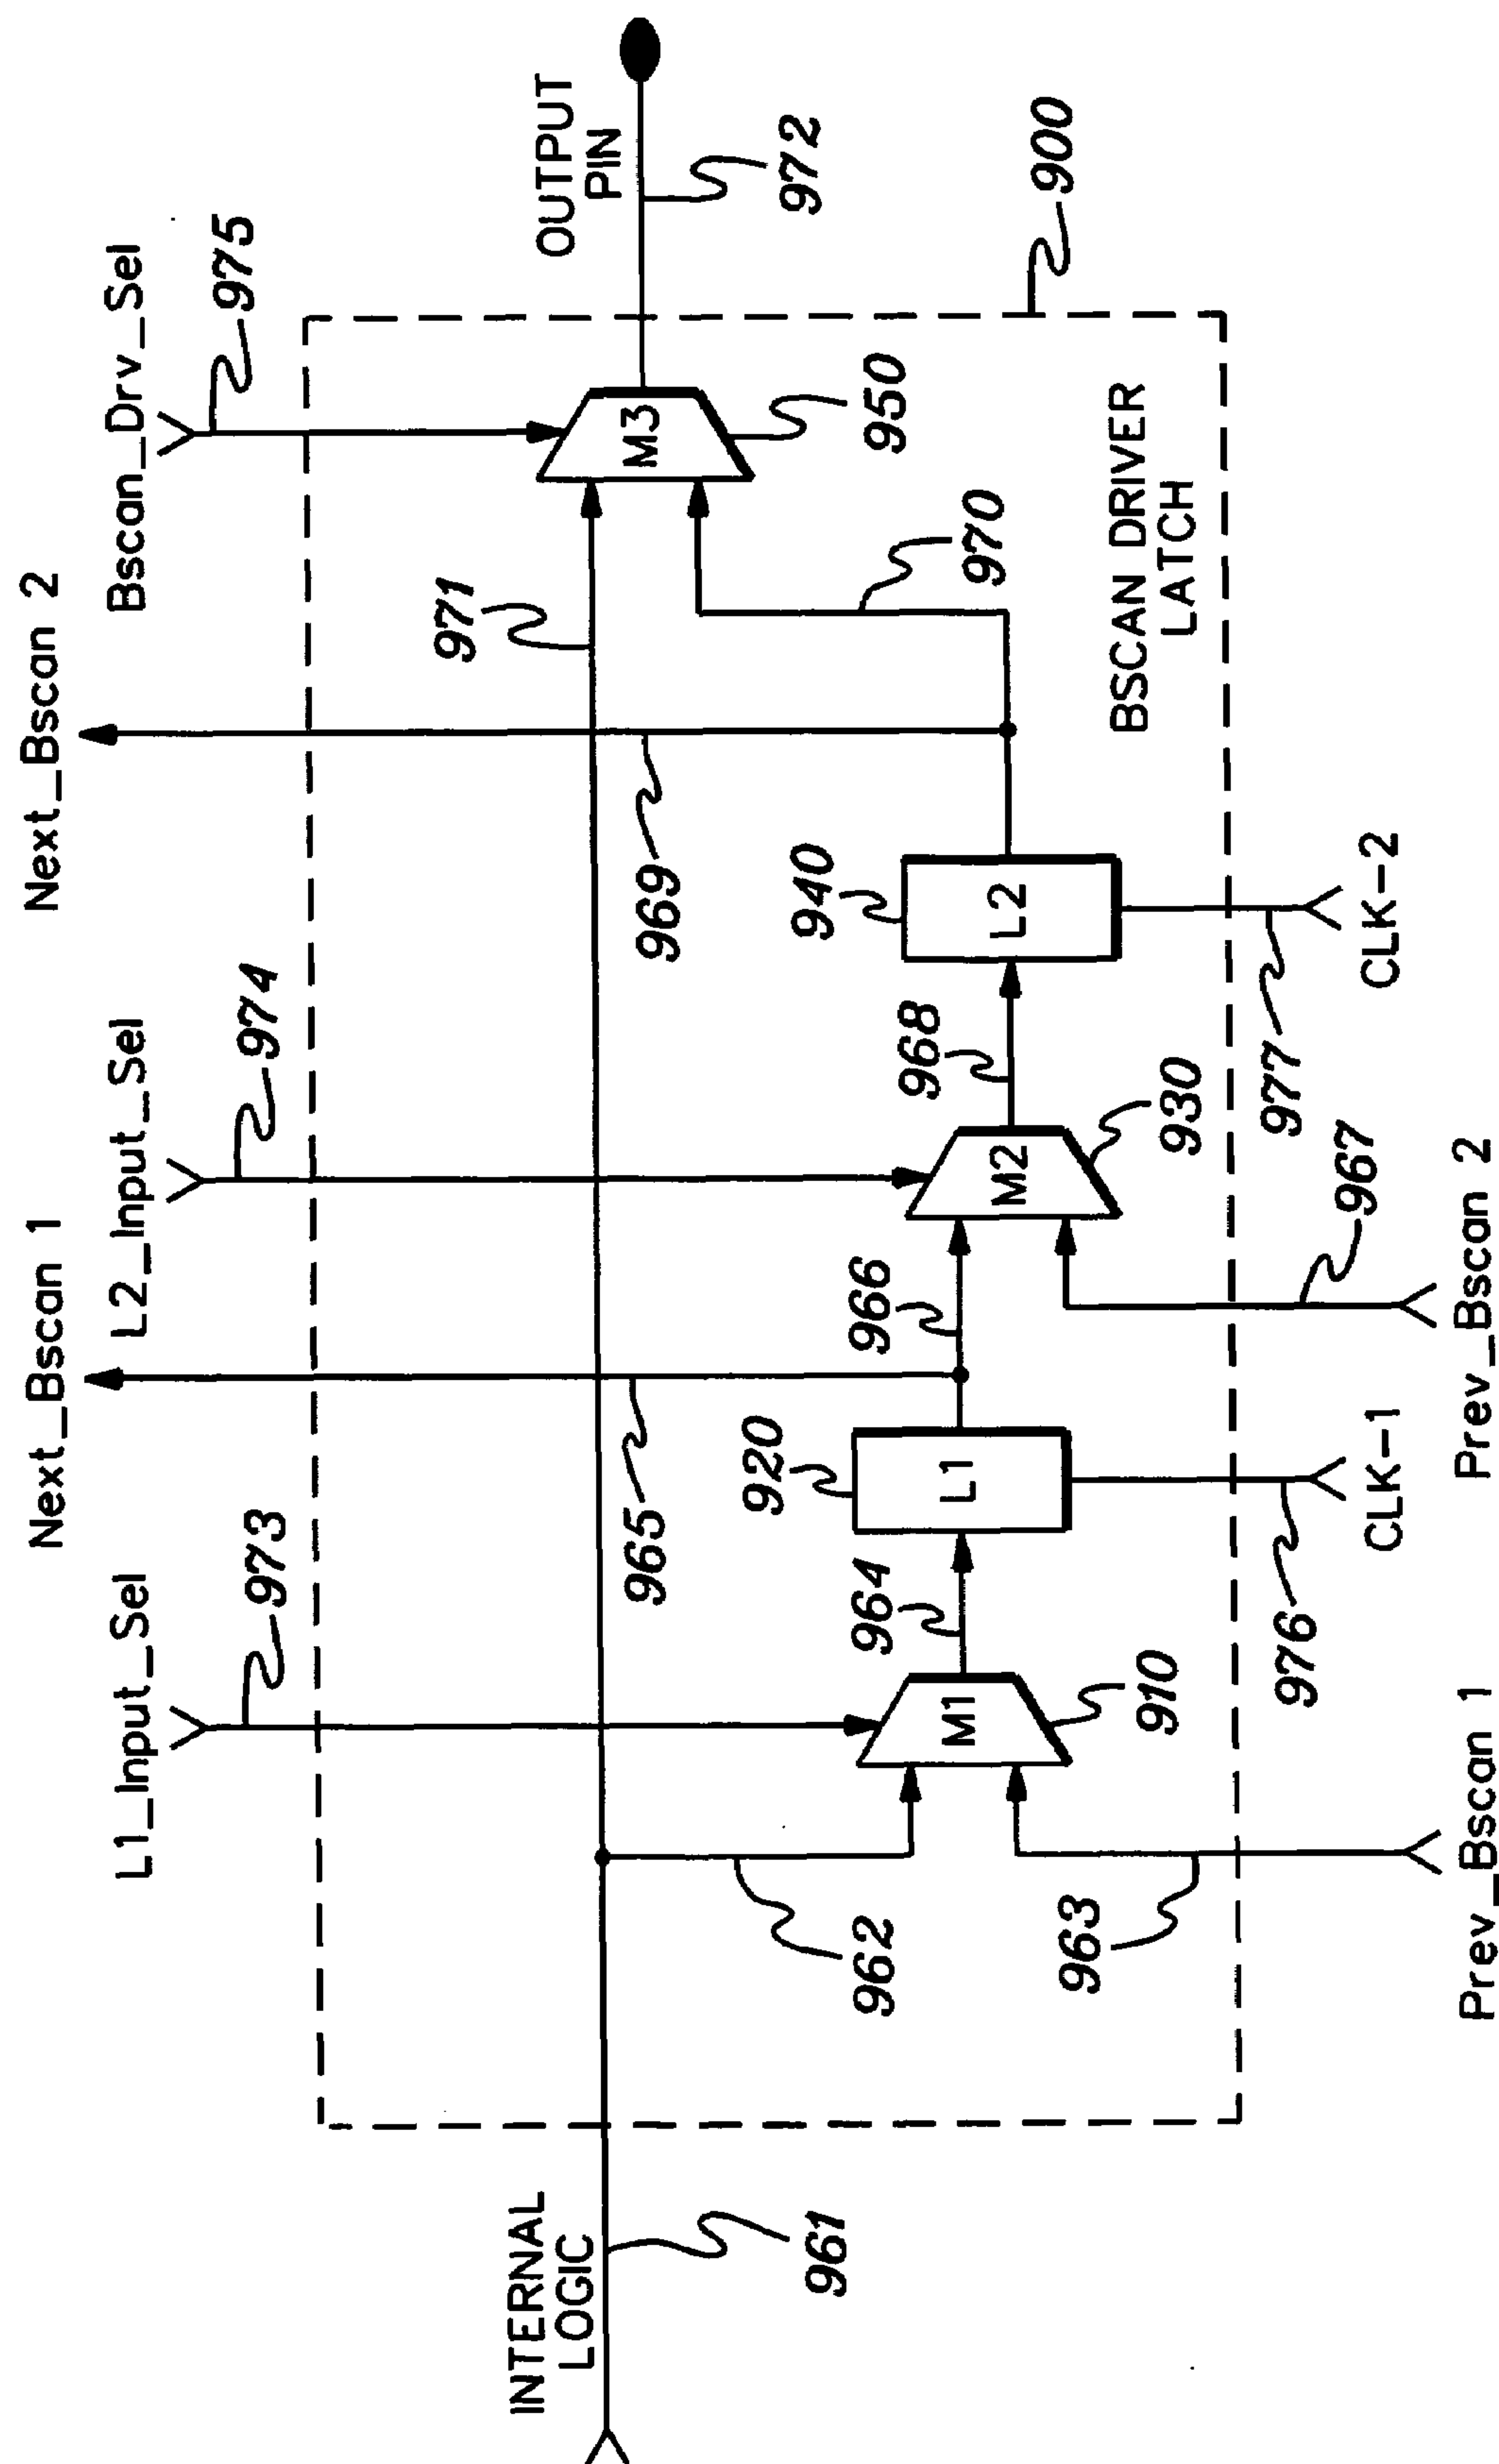 Next_Bscan 1
Next_Bscan 2
L1_Input_Sel
L2_Input_Sel
Bscan_Drv_Sel
973
974
975
INTERNAL
LOGIC
OUTPUT
PIN
961
971
972
965
969
920
940
962
964
966
968
970
950
M1
L1
M2
L2
M3
963
910
930
BSCAN DRIVER
LATCH
900
976
967
977
CLK-1
CLK-2
Prev_Bscan 1
Prev_Bscan 2